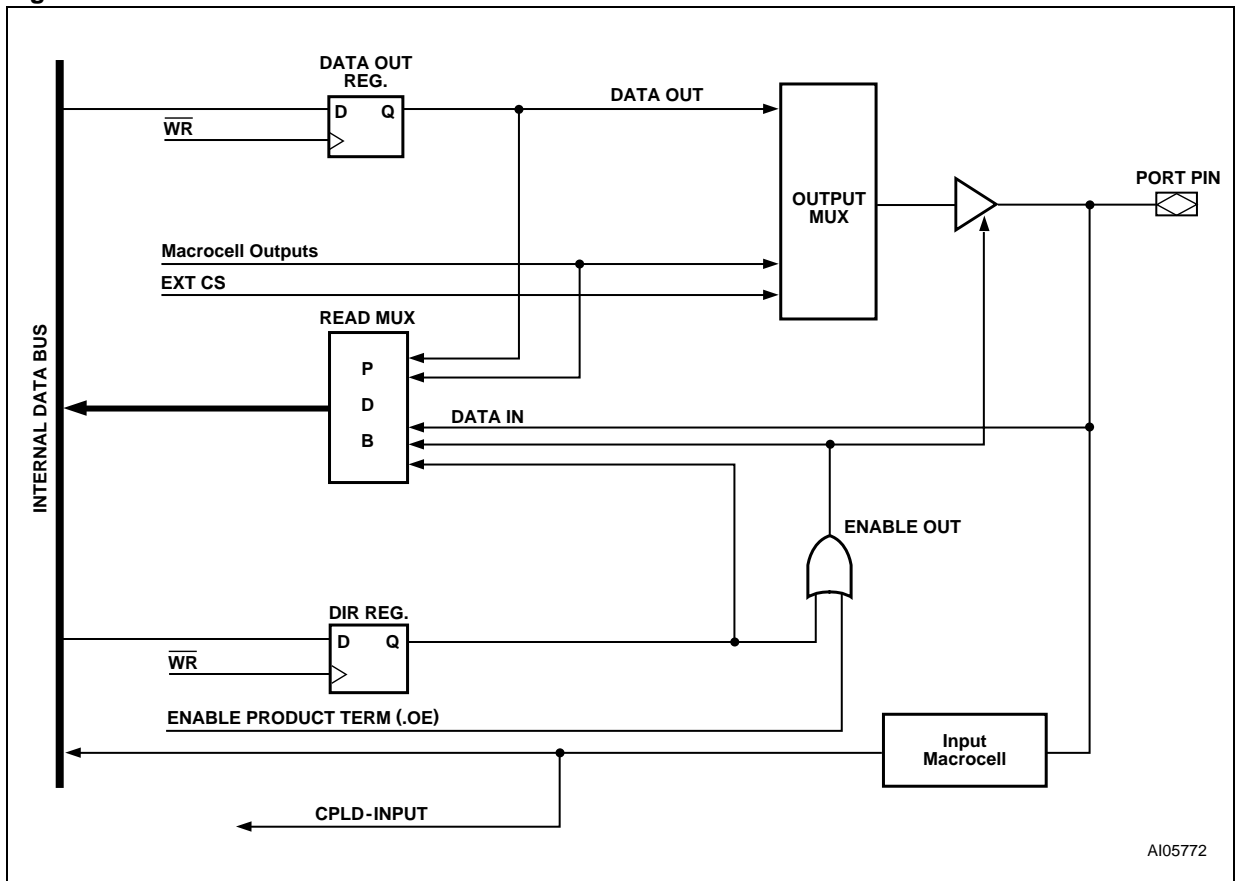 DATA OUT
REG.
D Q
WR
DATA OUT
OUTPUT
MUX
PORT PIN
Macrocell Outputs
EXT CS
READ MUX
P
D
B
DATA IN
INTERNAL DATA BUS
ENABLE OUT
DIR REG.
D Q
WR
ENABLE PRODUCT TERM (.OE)
Input
Macrocell
CPLD-INPUT
AI05772